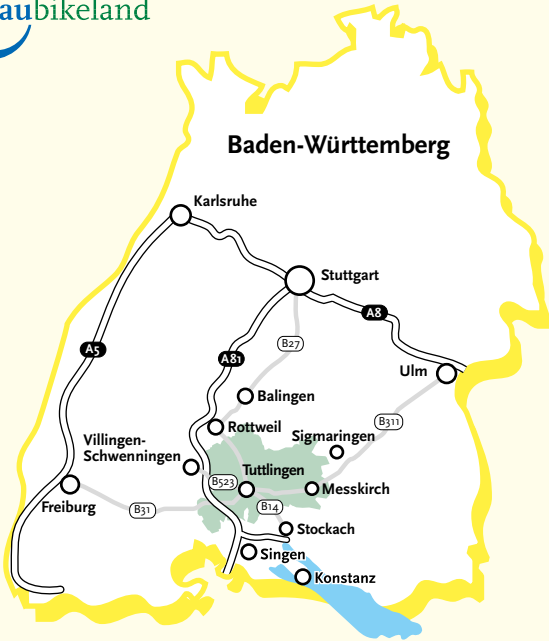 aubikeland
Baden-Württemberg
Karlsruhe
Stuttgart
A8
A5
B27
A81
Ulm
Balingen
B311
Rottweil
Villingen-
Schwenningen
Sigmaringen
Tuttlingen
B523
Messkirch
Freiburg
B31
B14
Stockach
Singen
Konstanz